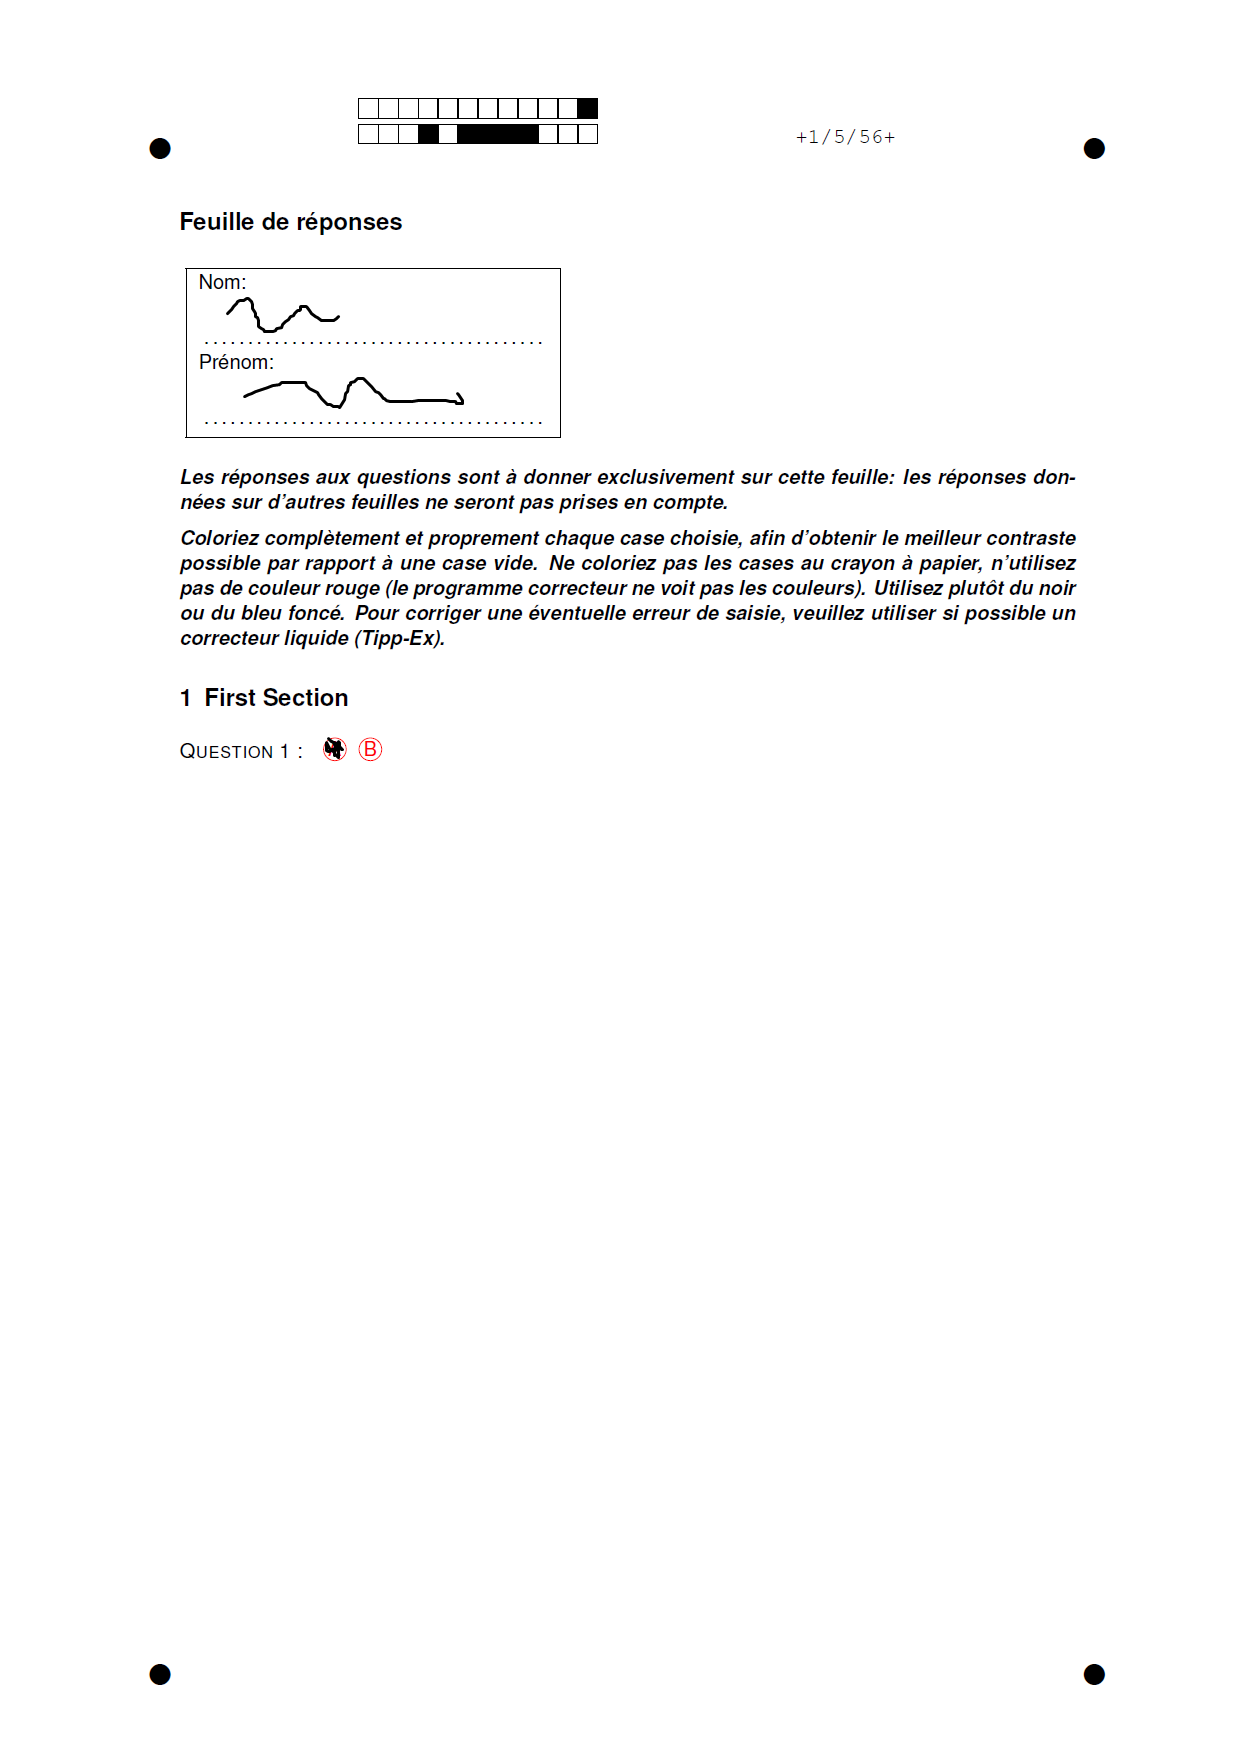 +1/5/56+
Feuille de réponses
Nom:
Prénom:
Les réponses aux questions sont à donner exclusivement sur cette feuille: les réponses don-
nées sur d'autres feuilles ne seront pas prises en compte.
Coloriez complètement et proprement chaque case choisie, afin d'obtenir le meilleur contraste
possible par rapport à une case vide. Ne coloriez pas les cases au crayon à papier, n'utilisez
pas de couleur rouge (le programme correcteur ne voit pas les couleurs). Utilisez plutôt du noir
ou du bleu foncé. Pour corriger une éventuelle erreur de saisie, veuillez utiliser si possible un
correcteur liquide (Tipp-Ex).
1 First Section
QUESTION 1 : B